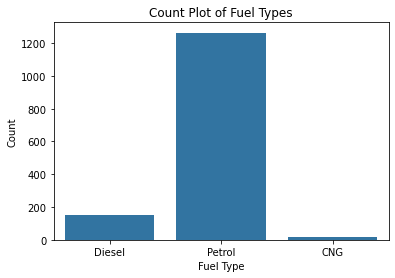 Count Plot of Fuel Types
1200
1000
800
600
400
200
0
Count
Diesel Petrol CNG
Fuel Type